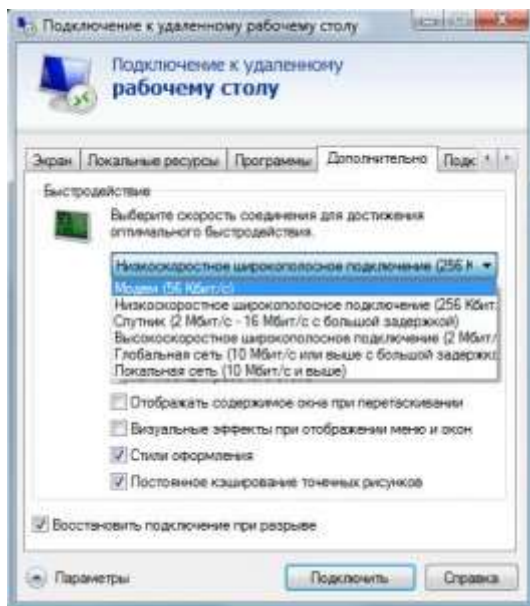 Подключение к удаленному рабочему столу
Подключение к удаленному
рабочему столу
Экран Локальные ресурсы Программы Дополнительно Подк
Быстродействие
Выберите скорость соединения для достижения
оптимального быстродействия.
Низкоскоростное широкополосное подключение (256 К
Модем (56 Кбит/с)
Низкоскоростное широкополосное подключение (256 Кбит
Спутник (2 Мбит/с - 16 Мбит/с с большой задержкой)
Высокоскоростное широкополосное подключение (2 Мбит/
Глобальная сеть (10 Мбит/с или выше с большой задержко
Локальная сеть (10 Мбит/с и выше)
Отображать содержимое окна при перетаскивании
Визуальные эффекты при отображении меню и окон
Стили оформления
Постоянное кэширование точечных рисунков
Восстановить подключение при разрыве
Параметры Подключить Справка